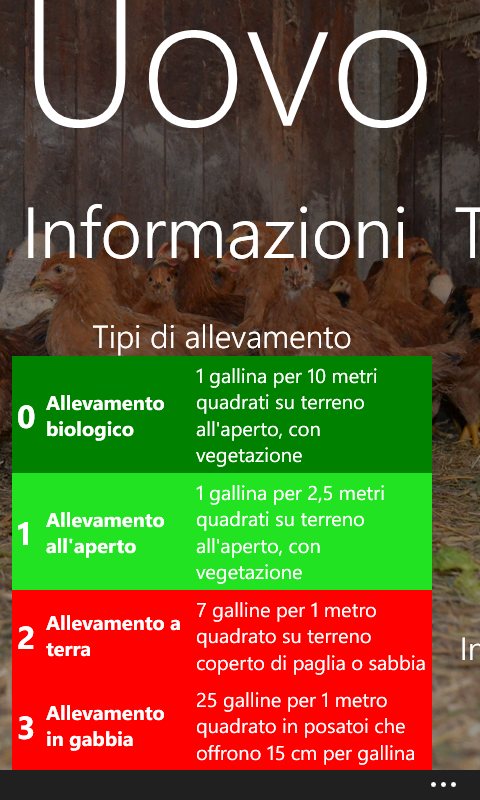 Uovo
Informazioni T
Tipi di allevamento
0 Allevamento biologico
1 gallina per 10 metri
quadrati su terreno
all'aperto, con
vegetazione
1 Allevamento all'aperto
1 gallina per 2,5 metri
quadrati su terreno
all'aperto, con
vegetazione
2 Allevamento a terra
7 galline per 1 metro
quadrato su terreno
coperto di paglia o sabbia
3 Allevamento in gabbia
25 galline per 1 metro
quadrato in posatoi che
offrono 15 cm per gallina
In